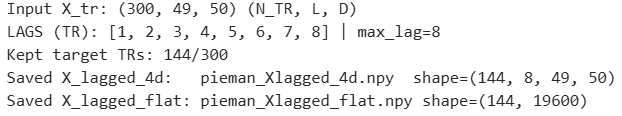 Input X_tr: (300, 49, 50) (N_TR, L, D)
LAGS (TR): [1, 2, 3, 4, 5, 6, 7, 8] | max_lag=8
Kept target TRs: 144/300
Saved X_lagged_4d:   pieman_Xlagged_4d.npy  shape=(144, 8, 49, 50)
Saved X_lagged_flat: pieman_Xlagged_flat.npy shape=(144, 19600)